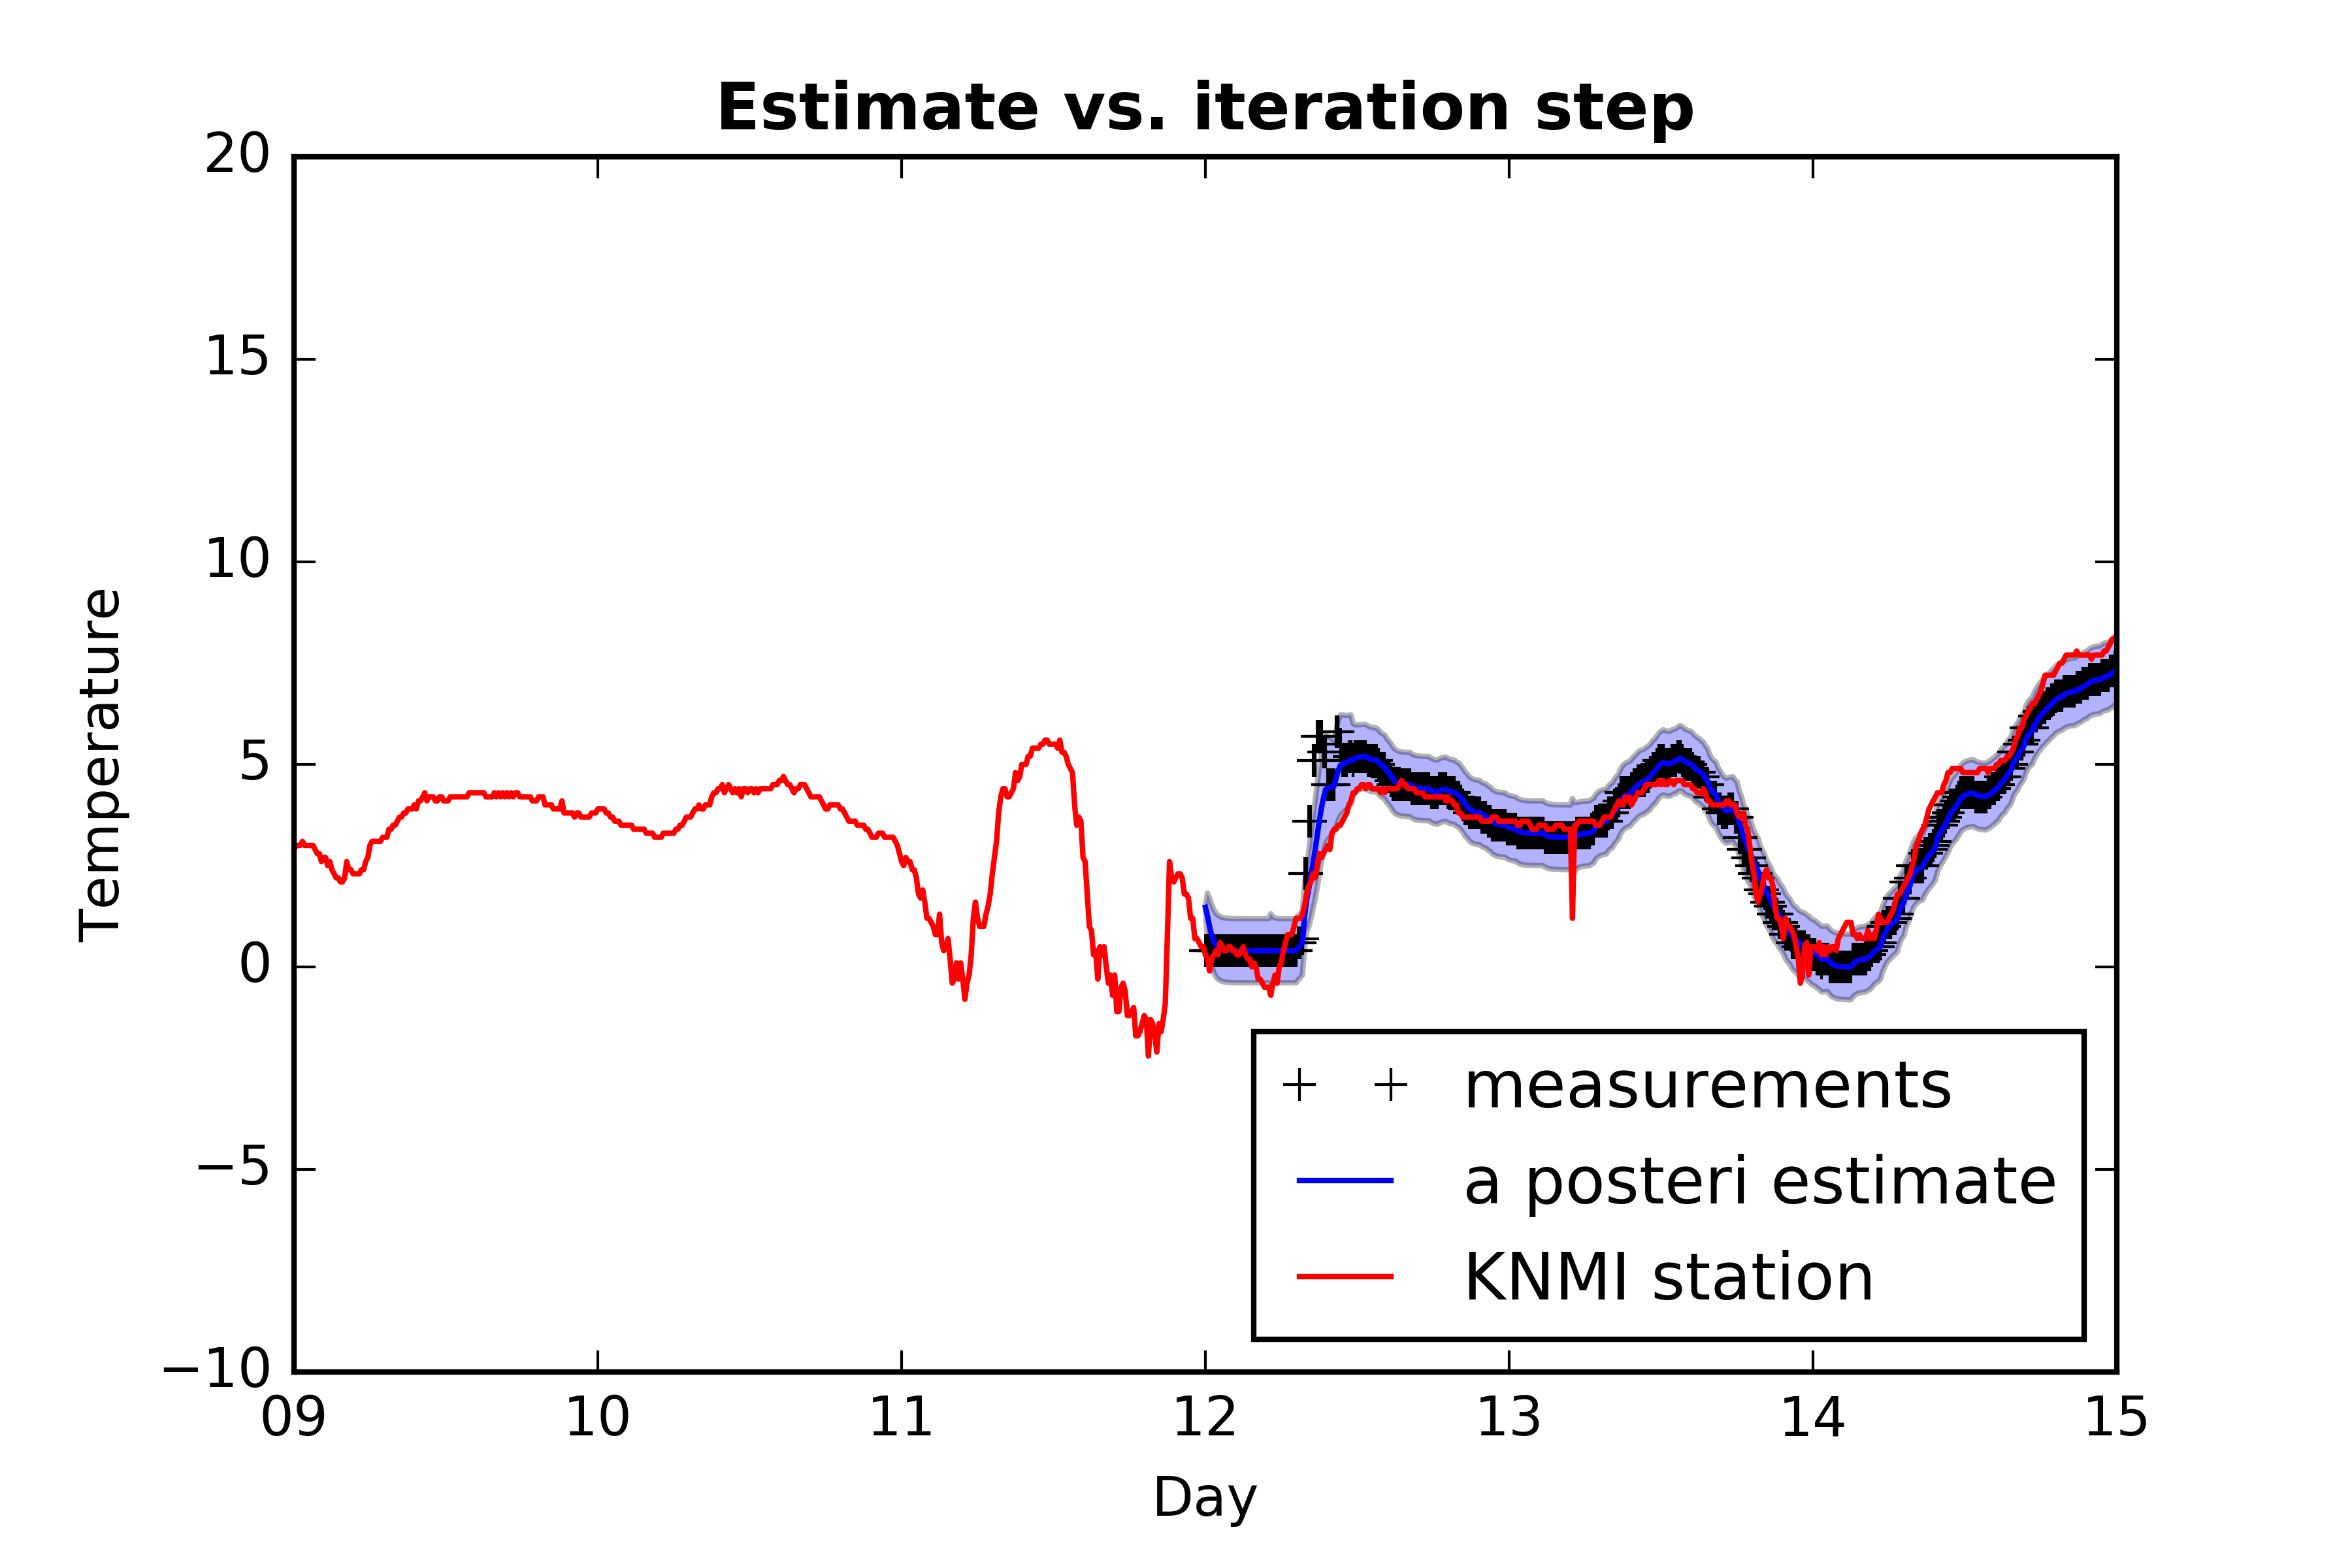 Estimate vs. iteration step
20
15
10
5
0
−5
−10
Temperature
measurements
a posteri estimate
KNMI station
09 10 11 12 13 14 15
Day